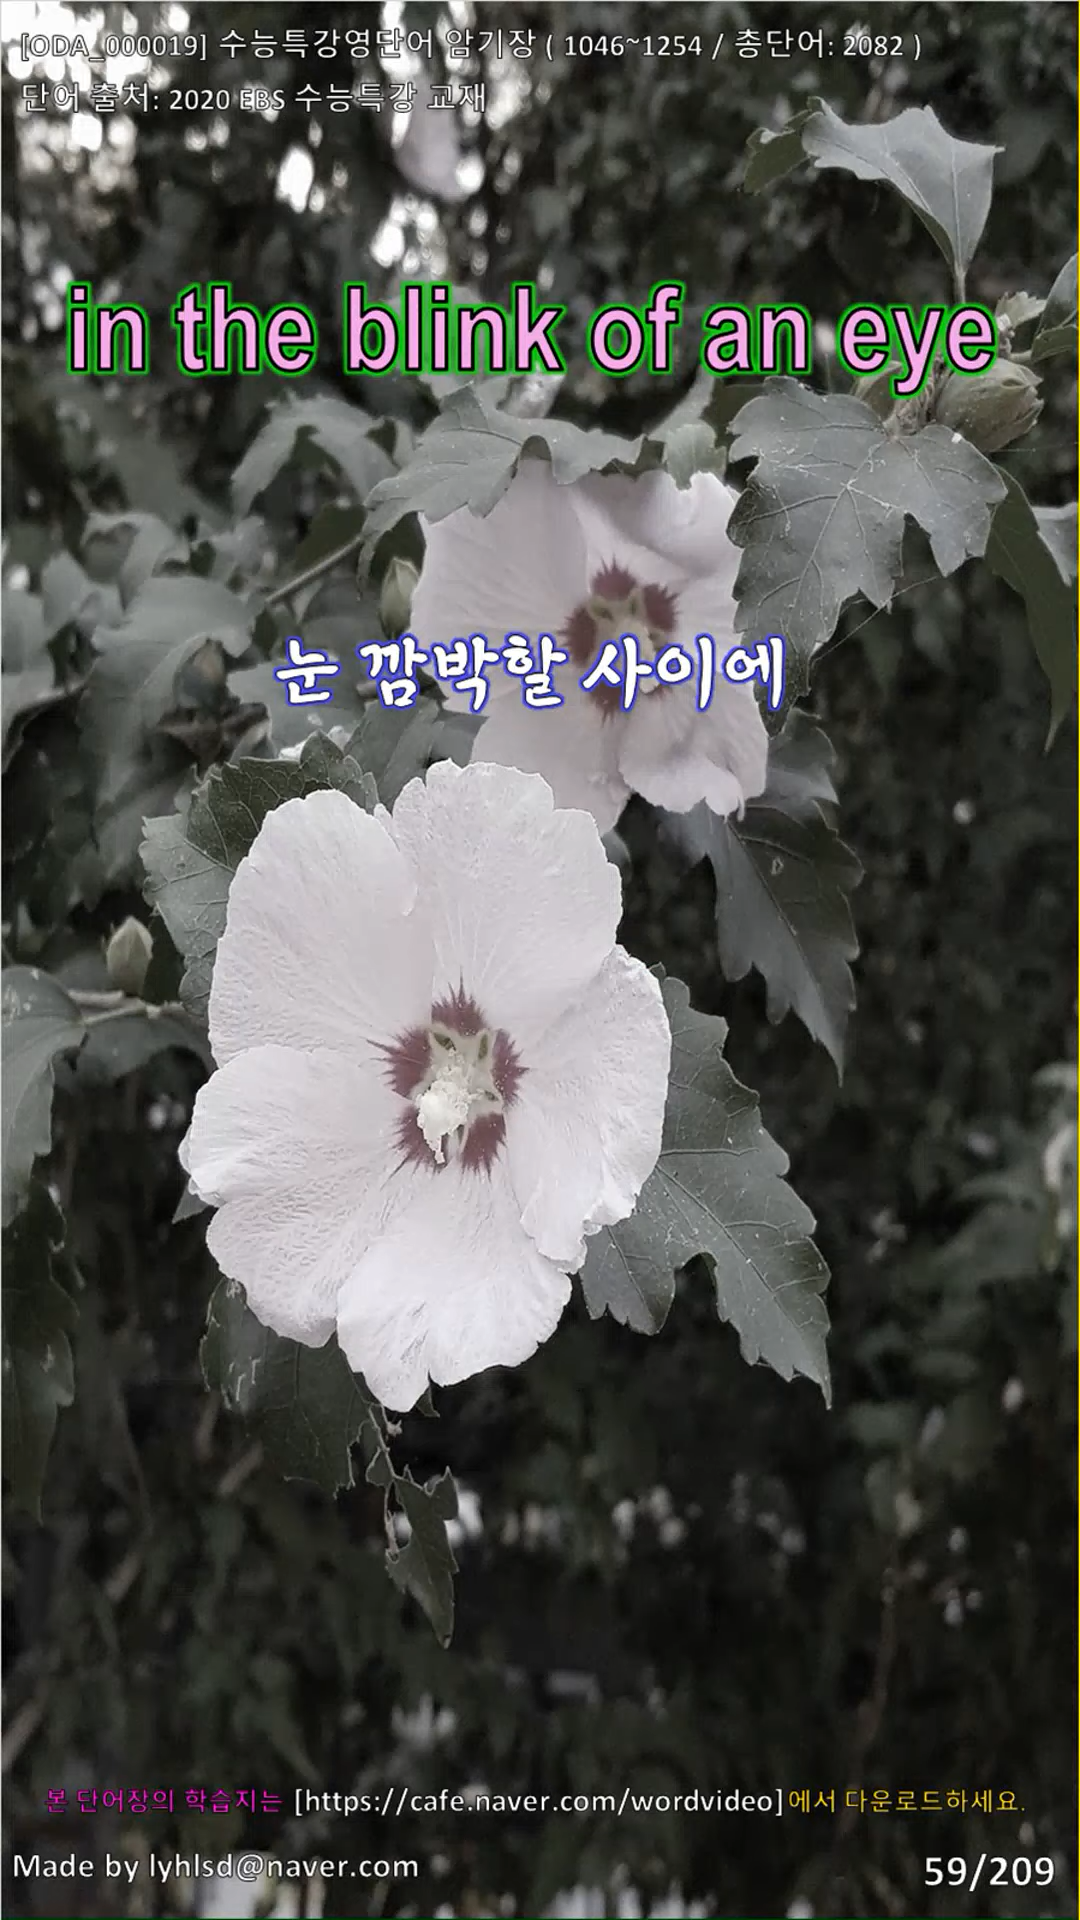 [ODA_000019] 수능특강영단어 암기장 ( 1046~1254 / 총단어: 2082 )
단어 출처: 2020 EBS 수능특강 교재
in the blink of an eye
눈 깜박할 사이에
본 단어장의 학습지는 [https://cafe.naver.com/wordvideo]에서 다운로드하세요.
Made by lyhlsd@naver.com
59/209